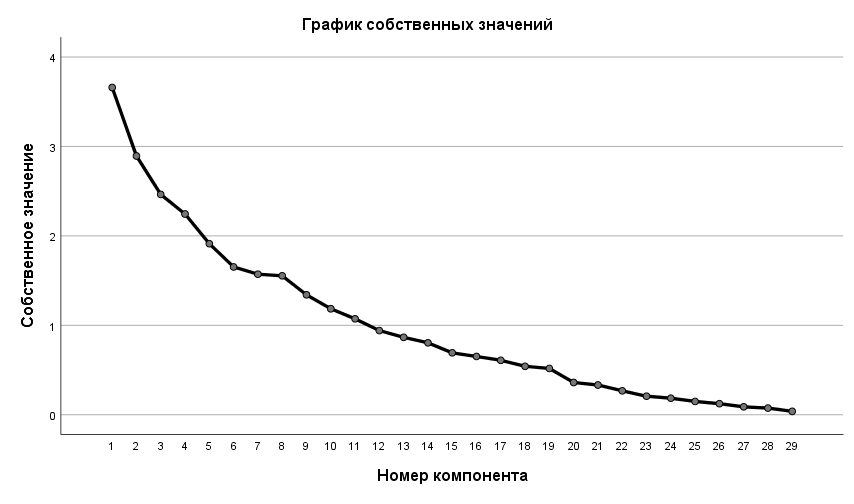 График собственных значений
4
3
2
1
0
Собственное значение
1 2 3 4 5 6 7 8 9 10 11 12 13 14 15 16 17 18 19 20 21 22 23 24 25 26 27 28 29
Номер компонента